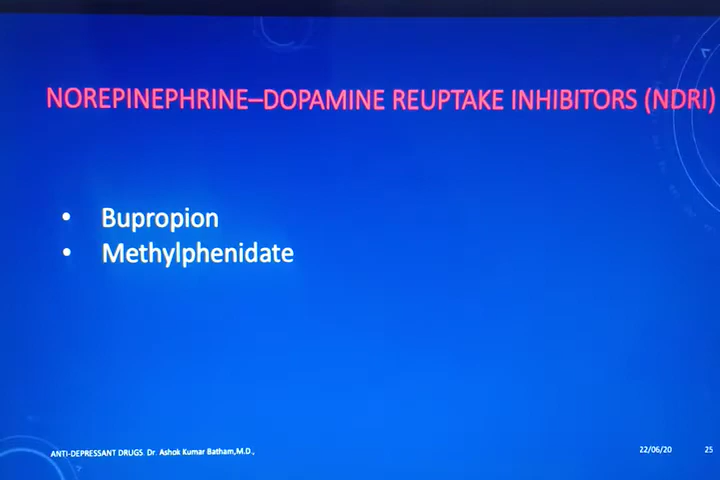 NOREPINEPHRINE–DOPAMINE REUPTAKE INHIBITORS (NDRI)
• Bupropion
• Methylphenidate
ANTI-DEPRESSANT DRUGS. Dr. Ashok Kumar Batham,M.D.,
22/06/20
25